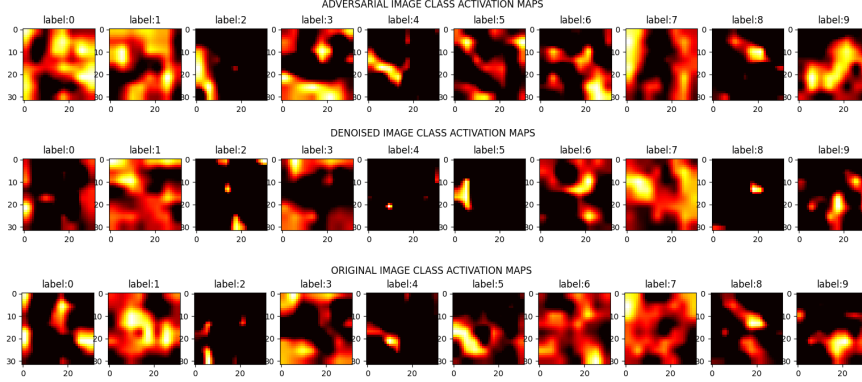 ADVERSARIAL IMAGE CLASS ACTIVATION MAPS
label:0 label:1 label:2 label:3 label:4 label:5 label:6 label:7 label:8 label:9
0 0 0 0 0 0 0 0 0 0
10 10 10 10 10 10 10 10 10 10
20 20 20 20 20 20 20 20 20 20
30 30 30 30 30 30 30 30 30 30
0 20 0 20 0 20 0 20 0 20 0 20 0 20 0 20 0 20 0 20
DENOISED IMAGE CLASS ACTIVATION MAPS
label:0 label:1 label:2 label:3 label:4 label:5 label:6 label:7 label:8 label:9
0 0 0 0 0 0 0 0 0 0
10 10 10 10 10 10 10 10 10 10
20 20 20 20 20 20 20 20 20 20
30 30 30 30 30 30 30 30 30 30
0 20 0 20 0 20 0 20 0 20 0 20 0 20 0 20 0 20 0 20
ORIGINAL IMAGE CLASS ACTIVATION MAPS
label:0 label:1 label:2 label:3 label:4 label:5 label:6 label:7 label:8 label:9
0 0 0 0 0 0 0 0 0 0
10 10 10 10 10 10 10 10 10 10
20 20 20 20 20 20 20 20 20 20
30 30 30 30 30 30 30 30 30 30
0 20 0 20 0 20 0 20 0 20 0 20 0 20 0 20 0 20 0 20